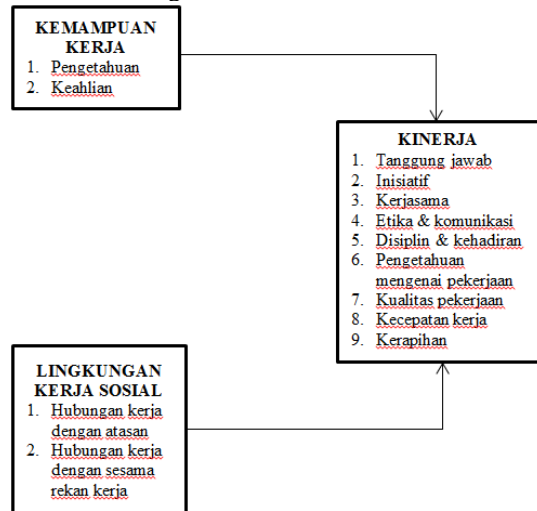 KEMAMPUAN
KERJA
1. Pengetahuan
2. Keahlian
KINERJA
1. Tanggung jawab
2. Inisiatif
3. Kerjasama
4. Etika & komunikasi
5. Disiplin & kehadiran
6. Pengetahuan
mengenai pekerjaan
7. Kualitas pekerjaan
8. Kecepatan kerja
9. Kerapihan
LINGKUNGAN
KERJA SOSIAL
1. Hubungan kerja
dengan atasan
2. Hubungan kerja
dengan sesama
rekan kerja